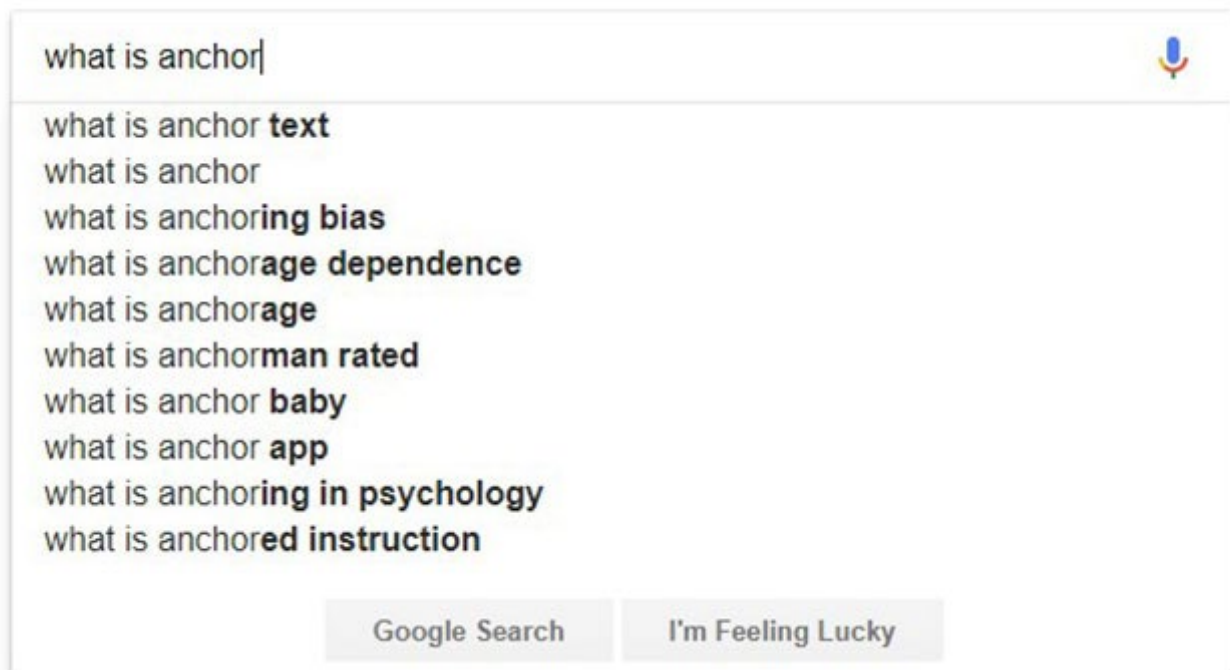 what is anchor
what is anchor text
what is anchor
what is anchoring bias
what is anchorage dependence
what is anchorage
what is anchorman rated
what is anchor baby
what is anchor app
what is anchoring in psychology
what is anchored instruction
Google Search I'm Feeling Lucky